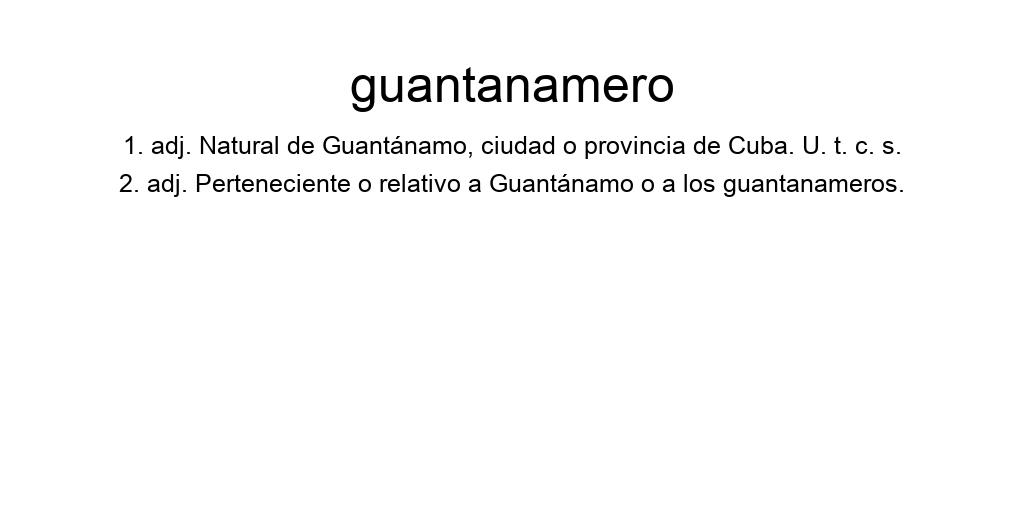 guantanamero
1. adj. Natural de Guantánamo, ciudad o provincia de Cuba. U. t. c. s.
2. adj. Perteneciente o relativo a Guantánamo o a los guantanameros.